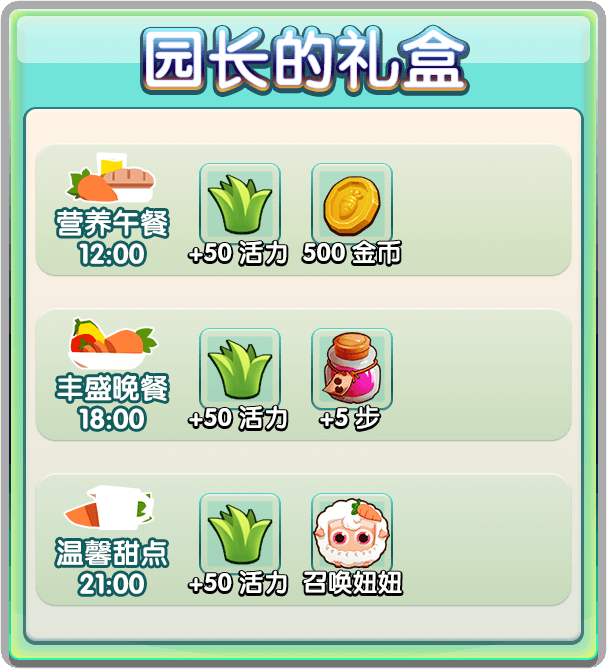 园长的礼盒
营养午餐
12:00
+50 活力
500 金币
丰盛晚餐
18:00
+50 活力
+5 步
温馨甜点
21:00
+50 活力
召唤妞妞